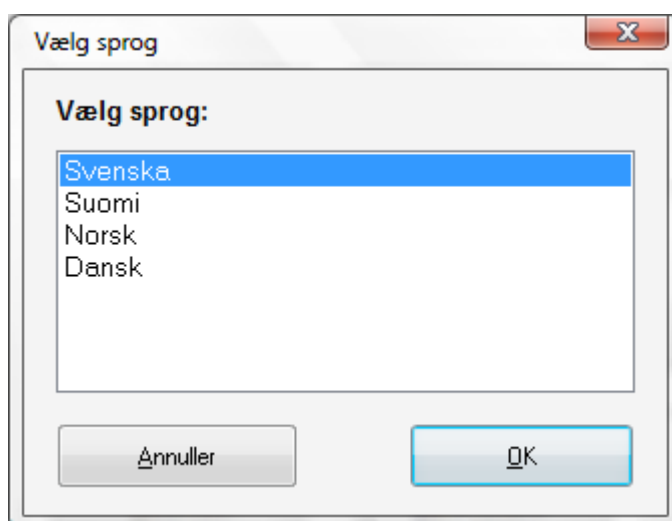 Vælg sprog
Vælg sprog:
Svenska
Suomi
Norsk
Dansk
Annuller
OK